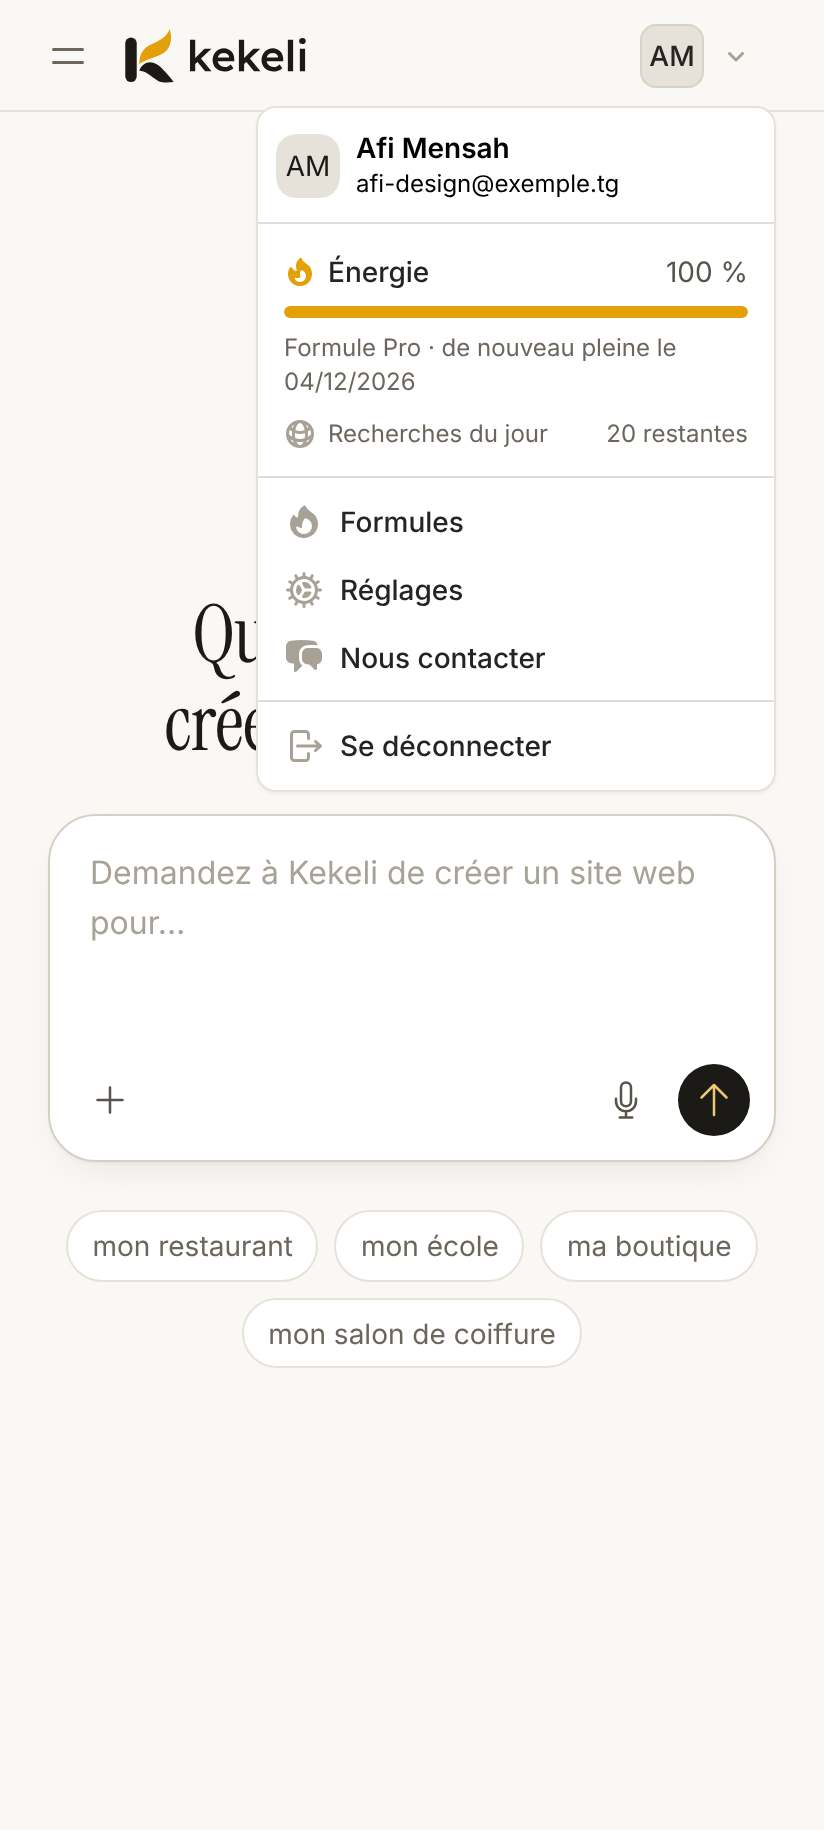 kekeli
AM
AM
Afi Mensah
afi-design@exemple.tg
Énergie
100 %
Formule Pro · de nouveau pleine le
04/12/2026
Recherches du jour
20 restantes
Formules
Réglages
Nous contacter
Se déconnecter
Demandez à Kekeli de créer un site web
pour...
mon restaurant
mon école
ma boutique
mon salon de coiffure